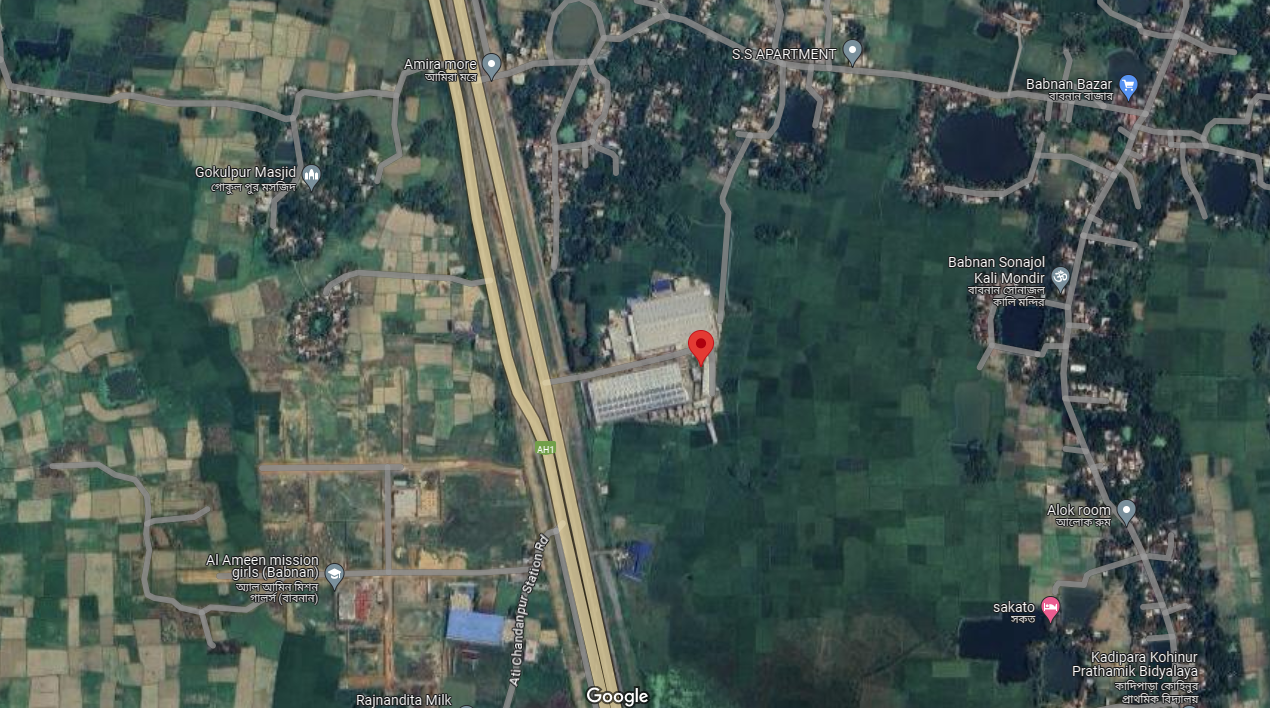 Amira more
আমিরা মরে
S.S APARTMENT
Babnan Bazar
বাবনান বাজার
Gokulpur Masjid
গোকুল পুর মসজিদ
Babnan Sonajol
Kali Mondir
বাবনান সোনাজল
কালি মন্দির
AH1
Alok room
আলোক রুম
Al Ameen mission
girls (Babnan)
অ্যাল আমিন মিশন
গার্লস (বাবনান)
Ati Chandanpur Station Rd
sakato
সকত
Kadipara Kohinur
Prathamik Bidyalaya
কাদিপাড়া কোহিনুর
প্রাথমিক বিদ্যালয়
Google
Rajnandita Milk